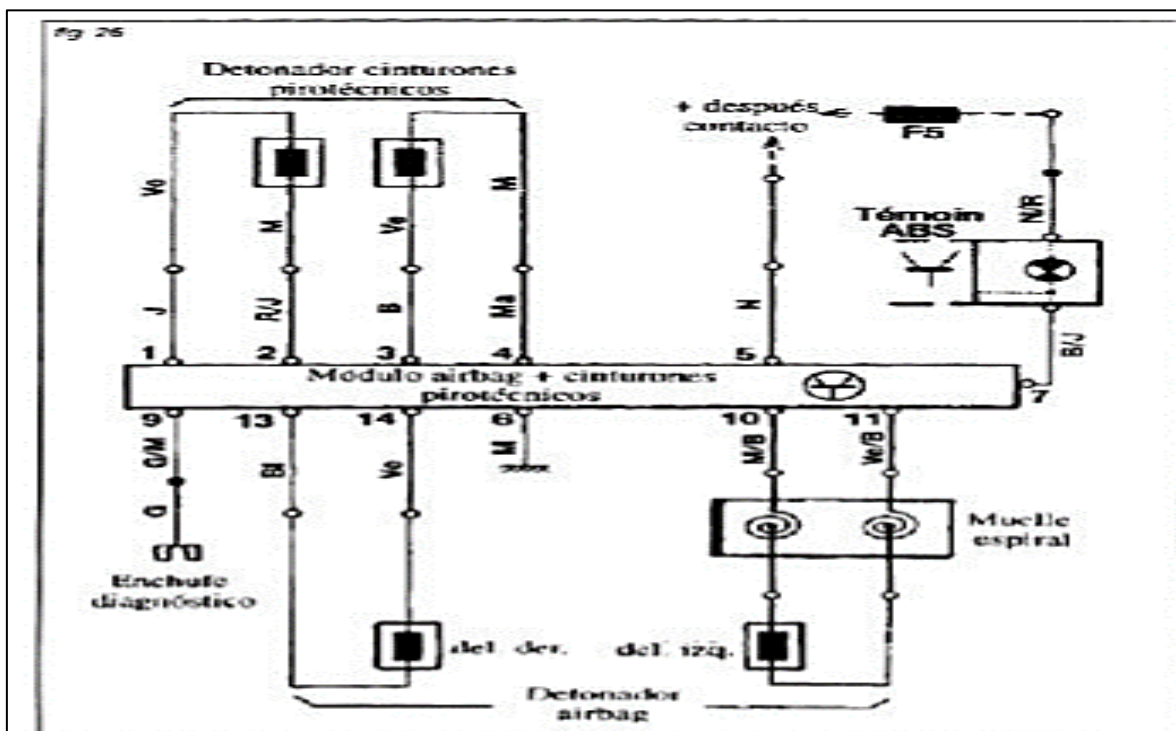 fig 26
Detonador cinturones
pirotécnicos
+ después
contacto
F5
Témoin
ABS
N/R
B/J
Ve
M
Ve
M
J
R/J
B
Ma
N
1
2
3
4
5
7
Módulo airbag + cinturones
pirotécnicos
9
13
14
6
10
11
G/M
Bl
Ve
M
M/B
Ve/B
G
Muelle
espiral
Enchufe
diagnóstico
del. der.
del. izq.
Detonador
airbag